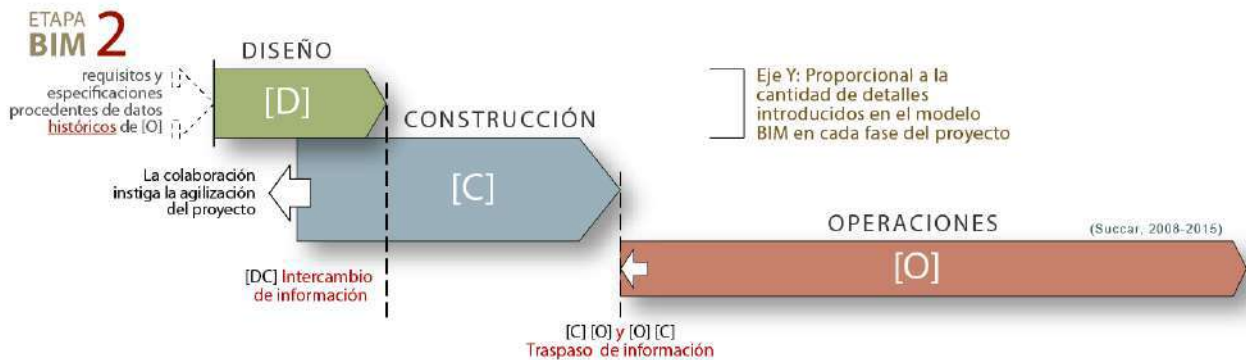 ETAPA
BIM 2
DISEÑO
requisitos y
especificaciones
procedentes de datos
históricos de [O]
[D]
Eje Y: Proporcional a la
cantidad de detalles
introducidos en el modelo
BIM en cada fase del proyecto
CONSTRUCCIÓN
La colaboración
instiga la agilización
del proyecto
[C]
OPERACIONES
(Succar, 2008-2015)
[O]
[DC] Intercambio
de información
[C] [O] y [O] [C]
Traspaso de información